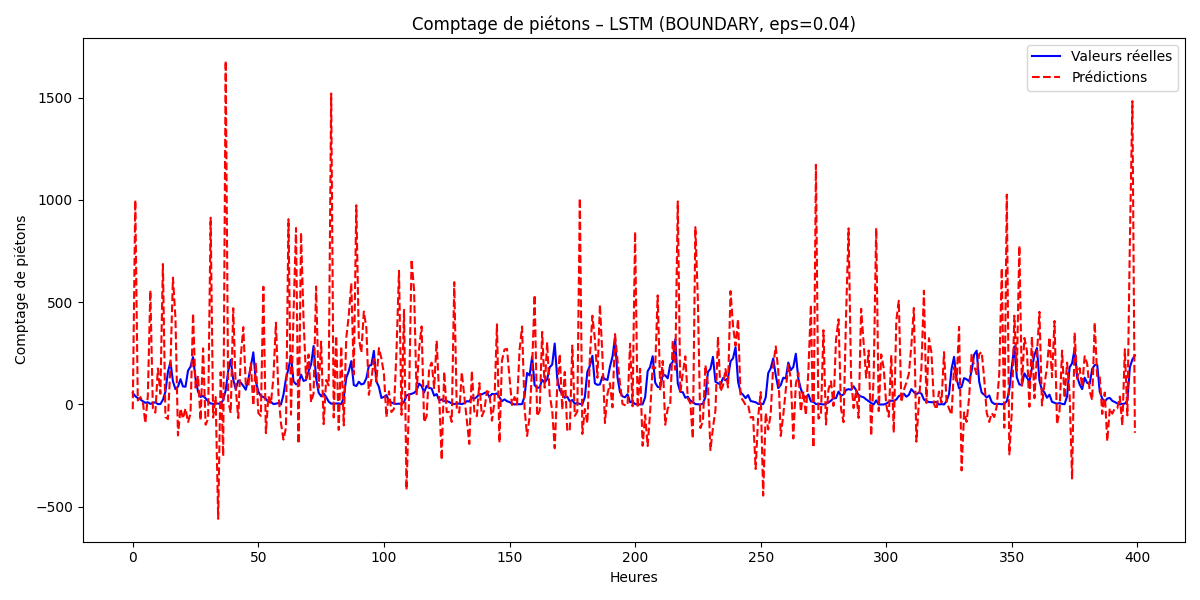 Comptage de piétons – LSTM (BOUNDARY, eps=0.04)
Valeurs réelles
Prédictions
1500
1000
500
0
−500
Comptage de piétons
0 50 100 150 200 250 300 350 400
Heures